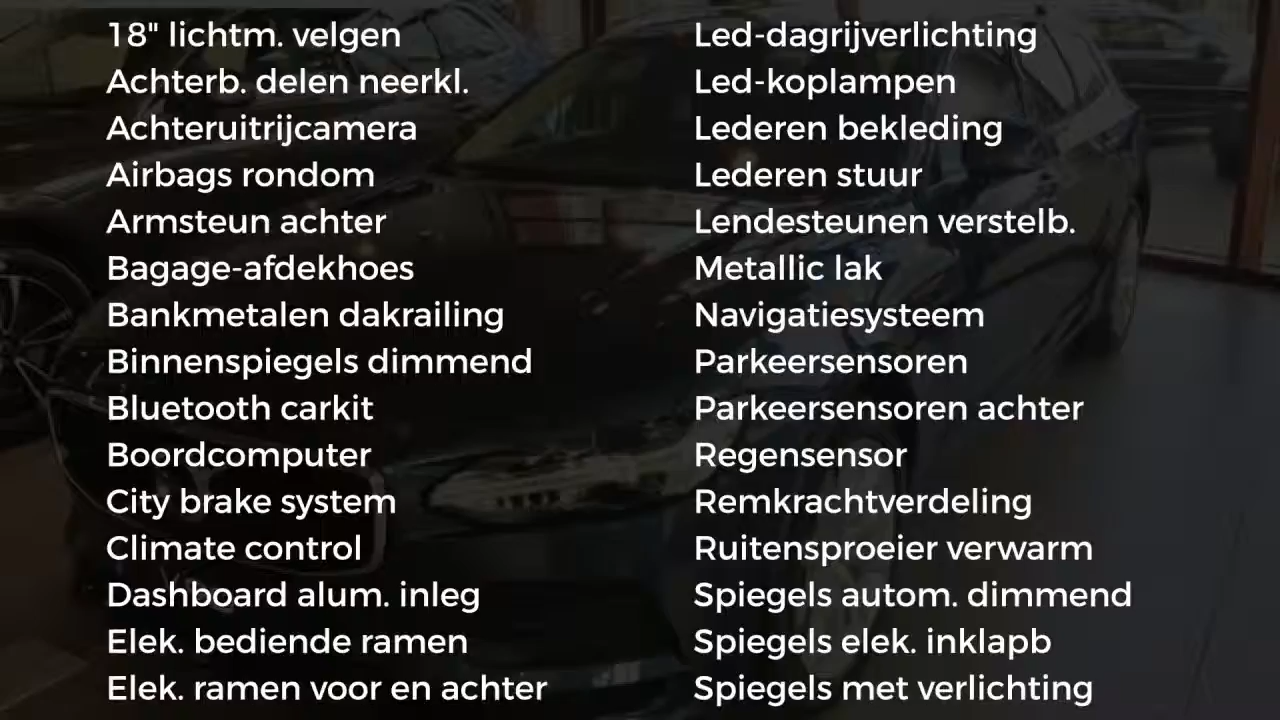 18" lichtm. velgen
Achterb. delen neerkl.
Achteruitrijcamera
Airbags rondom
Armsteun achter
Bagage-afdekhoes
Bankmetalen dakrailing
Binnenspiegels dimmend
Bluetooth carkit
Boordcomputer
City brake system
Climate control
Dashboard alum. inleg
Elek. bediende ramen
Elek. ramen voor en achter
Led-dagrijverlichting
Led-koplampen
Lederen bekleding
Lederen stuur
Lendesteunen verstelb.
Metallic lak
Navigatiesysteem
Parkeersensoren
Parkeersensoren achter
Regensensor
Remkrachtverdeling
Ruitensproeier verwarm
Spiegels autom. dimmend
Spiegels elek. inklapb
Spiegels met verlichting